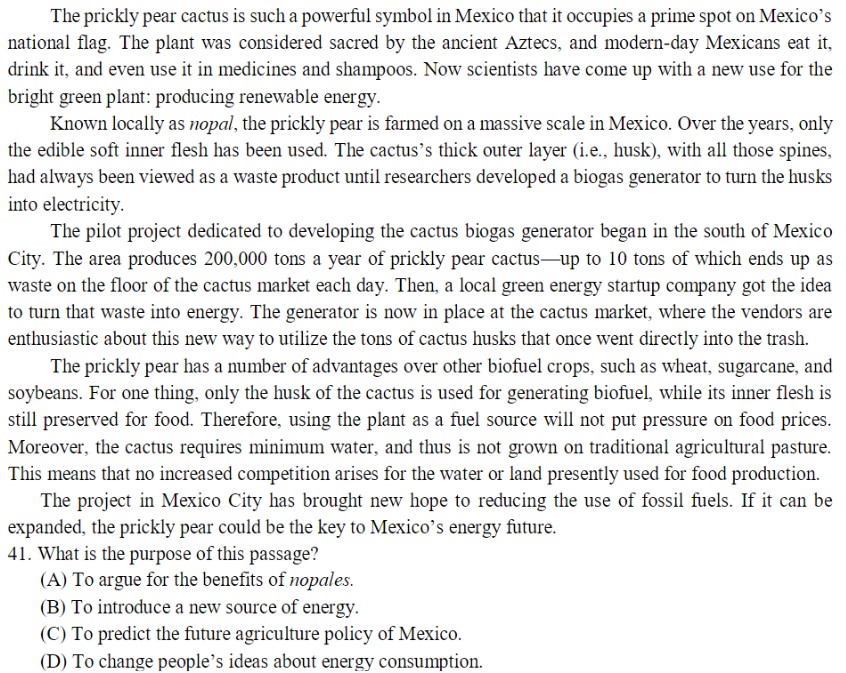 The prickly pear cactus is such a powerful symbol in Mexico that it occupies a prime spot on Mexico's
national flag. The plant was considered sacred by the ancient Aztecs, and modern-day Mexicans eat it,
drink it, and even use it in medicines and shampoos. Now scientists have come up with a new use for the
bright green plant: producing renewable energy.
Known locally as nopal, the prickly pear is farmed on a massive scale in Mexico. Over the years, only
the edible soft inner flesh has been used. The cactus's thick outer layer (i.e., husk), with all those spines,
had always been viewed as a waste product until researchers developed a biogas generator to turn the husks
into electricity.
The pilot project dedicated to developing the cactus biogas generator began in the south of Mexico
City. The area produces 200,000 tons a year of prickly pear cactus—up to 10 tons of which ends up as
waste on the floor of the cactus market each day. Then, a local green energy startup company got the idea
to turn that waste into energy. The generator is now in place at the cactus market, where the vendors are
enthusiastic about this new way to utilize the tons of cactus husks that once went directly into the trash.
The prickly pear has a number of advantages over other biofuel crops, such as wheat, sugarcane, and
soybeans. For one thing, only the husk of the cactus is used for generating biofuel, while its inner flesh is
still preserved for food. Therefore, using the plant as a fuel source will not put pressure on food prices.
Moreover, the cactus requires minimum water, and thus is not grown on traditional agricultural pasture.
This means that no increased competition arises for the water or land presently used for food production.
The project in Mexico City has brought new hope to reducing the use of fossil fuels. If it can be
expanded, the prickly pear could be the key to Mexico's energy future.
41. What is the purpose of this passage?
(A) To argue for the benefits of nopales.
(B) To introduce a new source of energy.
(C) To predict the future agriculture policy of Mexico.
(D) To change people's ideas about energy consumption.